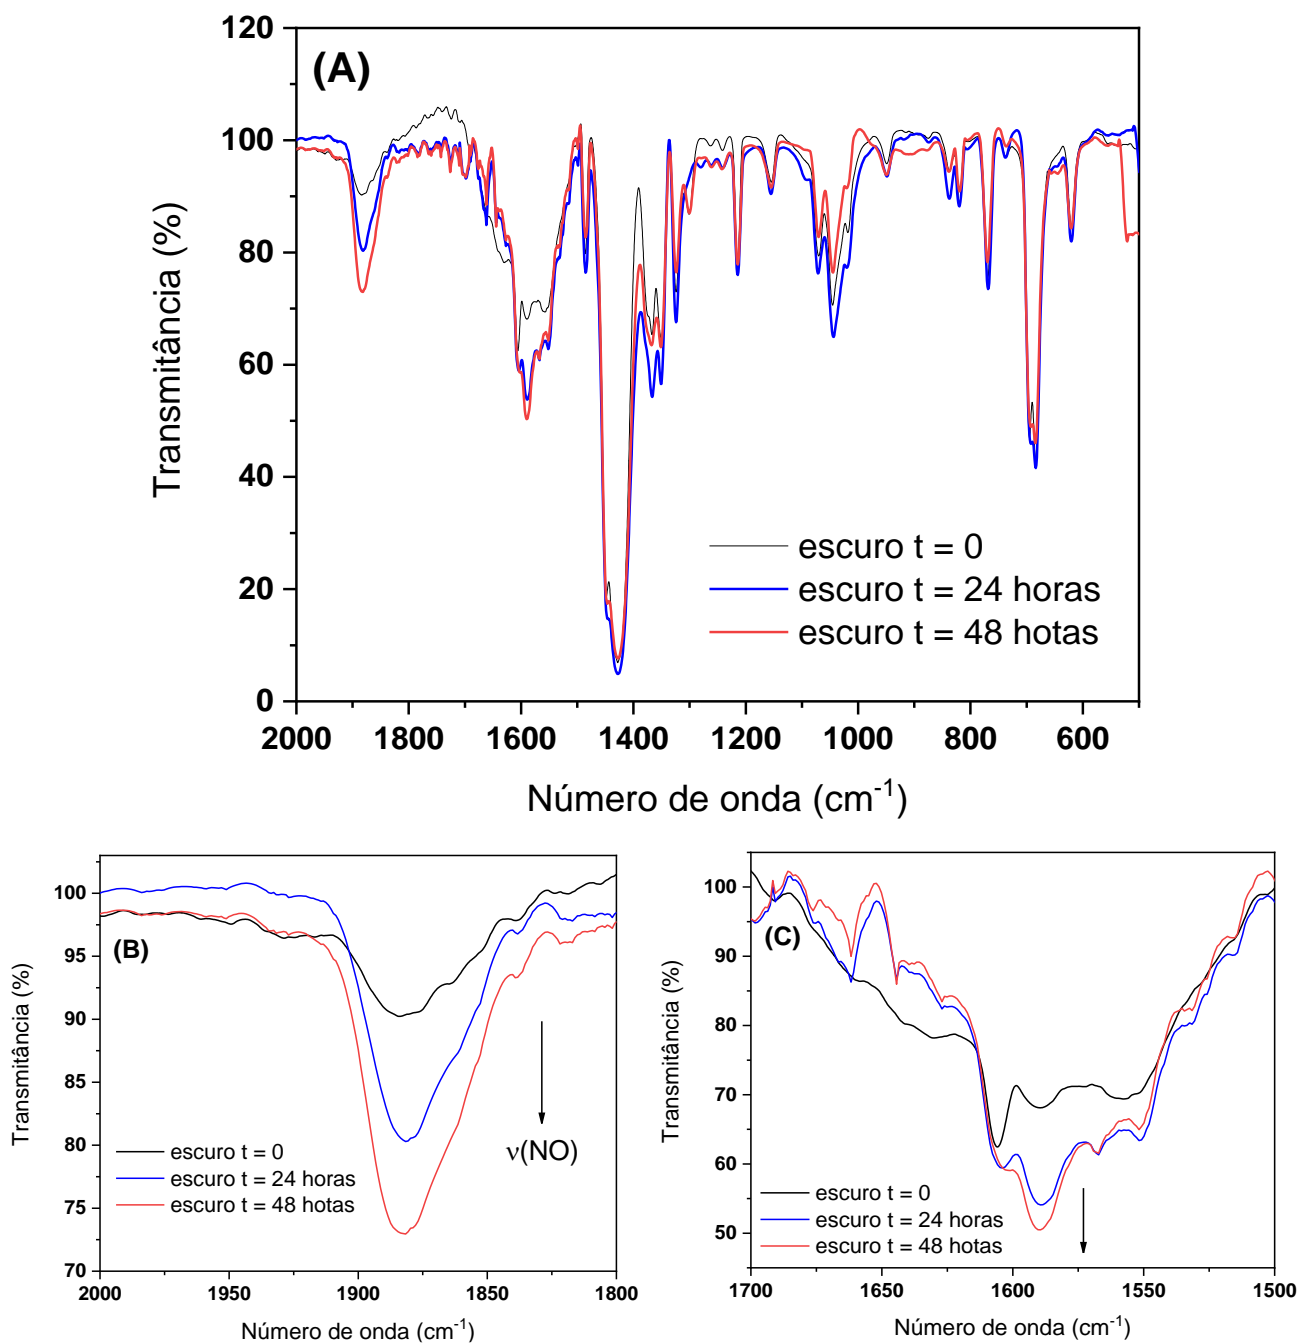 (A)
Transmitância (%)
120
100
80
60
40
20
0
escuro t = 0
escuro t = 24 horas
escuro t = 48 hotas
2000 1800 1600 1400 1200 1000 800 600
Número de onda (cm-1)
(B)
Transmitância (%)
100
95
90
85
80
75
70
ν(NO)
escuro t = 0
escuro t = 24 horas
escuro t = 48 hotas
2000 1950 1900 1850 1800
Número de onda (cm-1)
(C)
Transmitância (%)
100
90
80
70
60
50
escuro t = 0
escuro t = 24 horas
escuro t = 48 hotas
1700 1650 1600 1550 1500
Número de onda (cm-1)